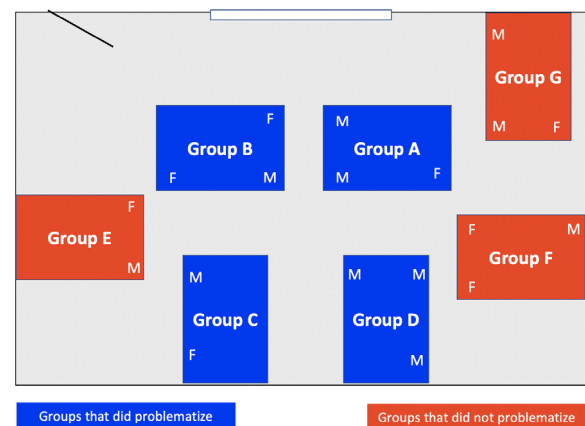 M
Group G
M F
F
Group B
F M
M
Group A
M F
F
Group E
M
F M
Group F
F
M
Group C
F
M M
Group D
M
Groups that did problematize
Groups that did not problematize